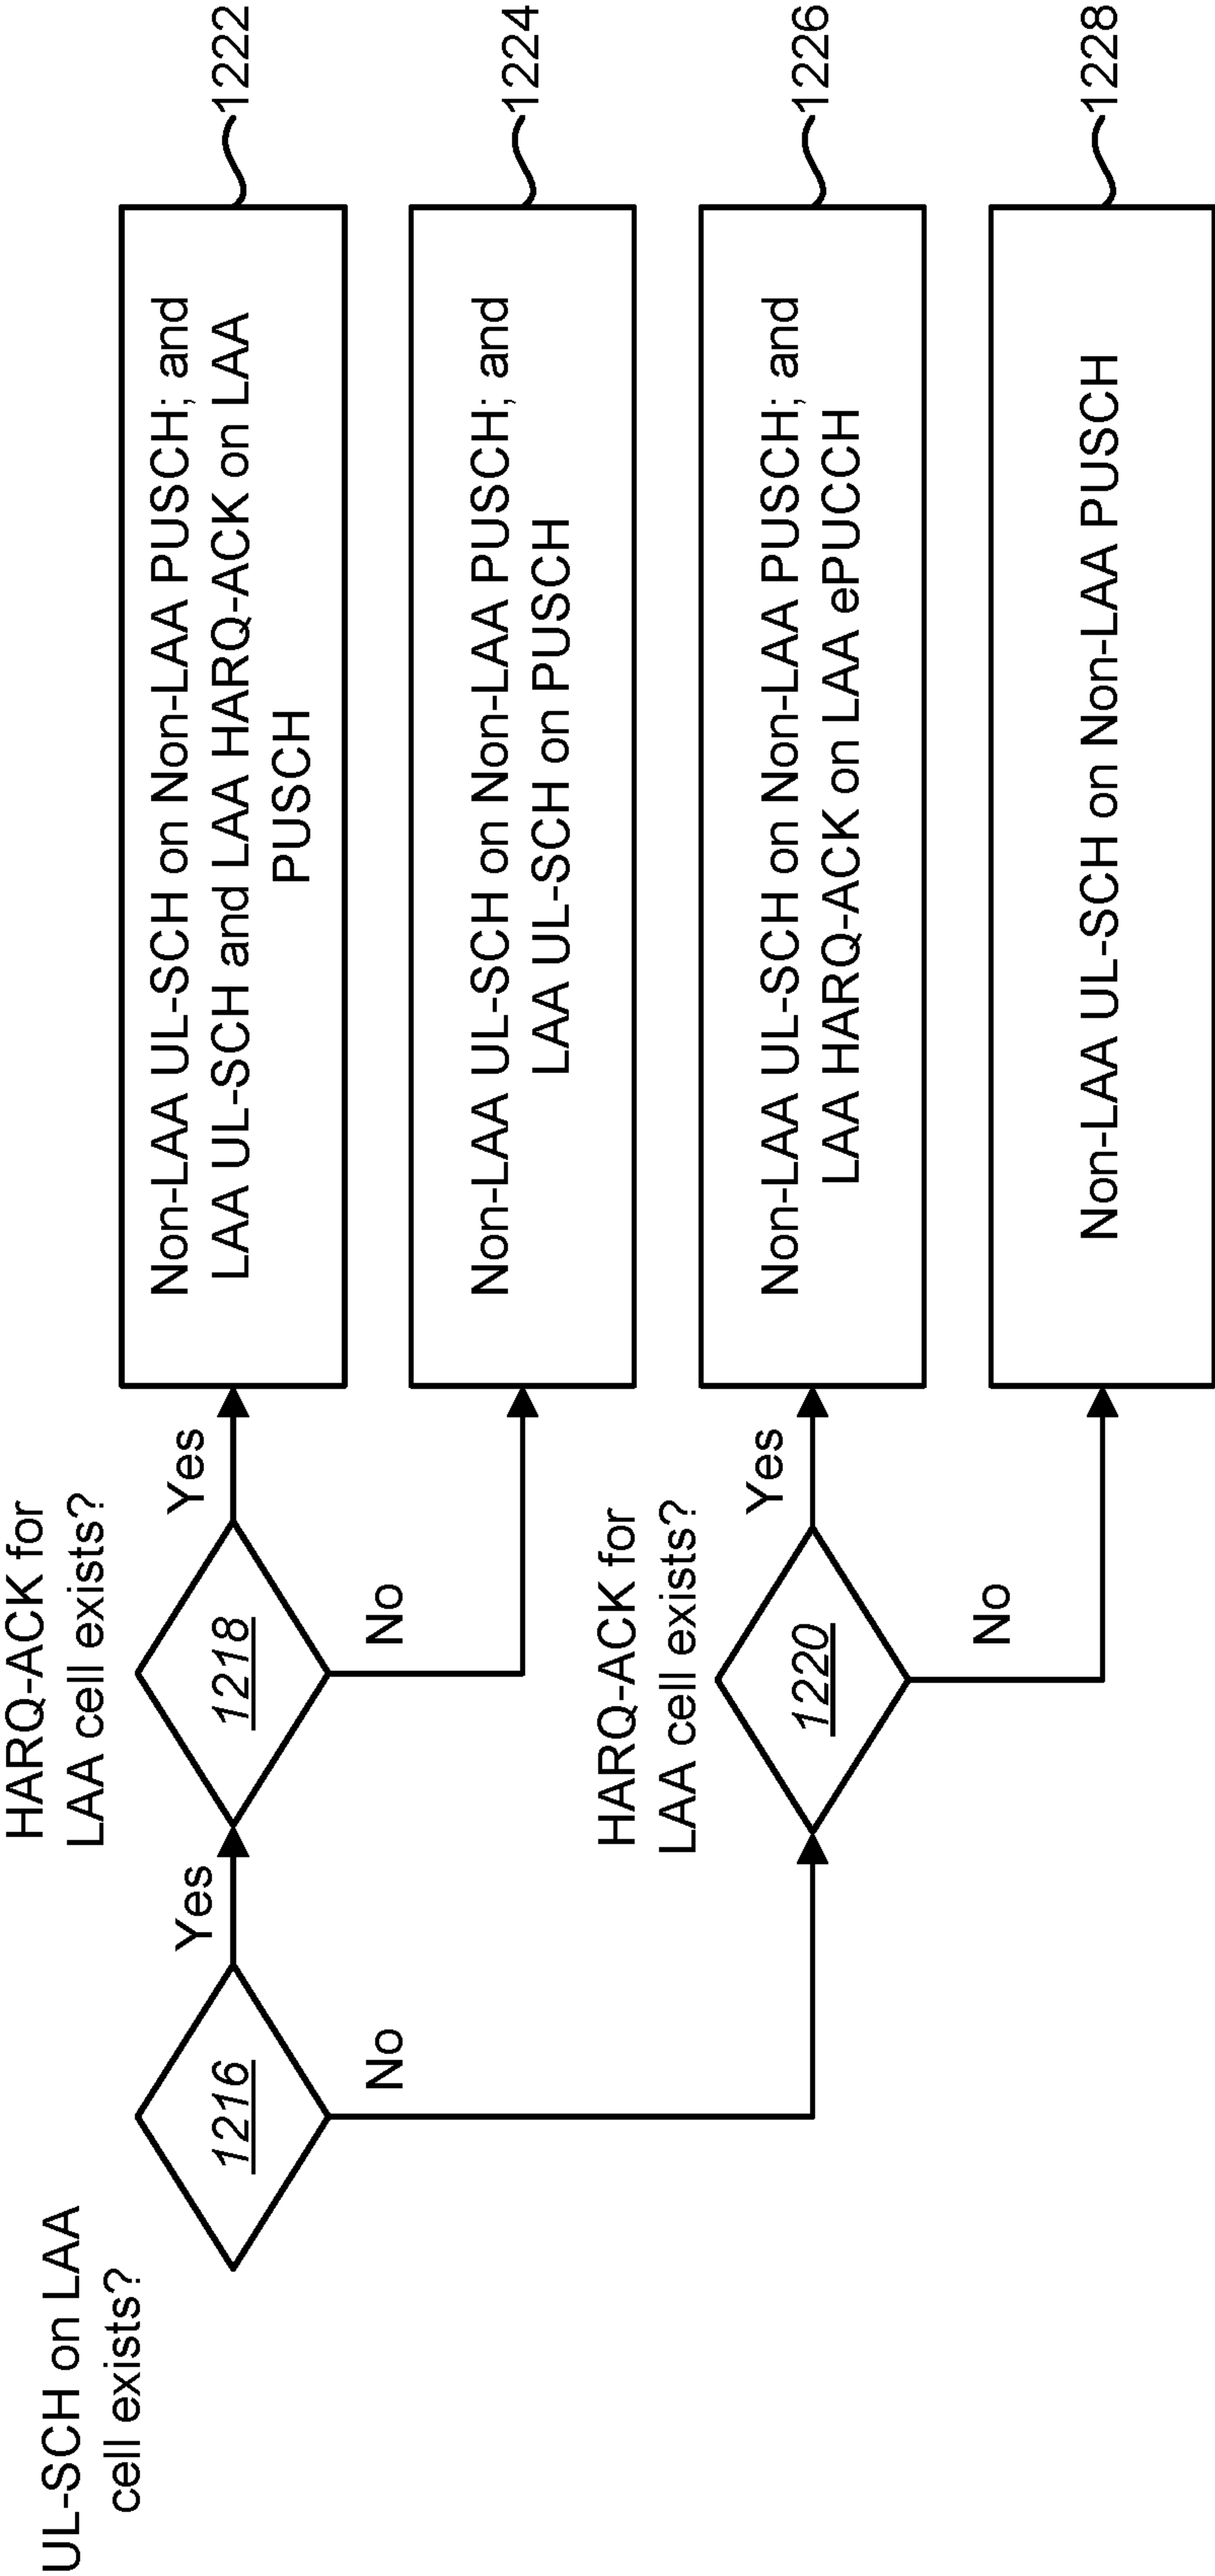 UL-SCH on LAA
cell exists?
1216
Yes
No
HARQ-ACK for
LAA cell exists?
1218
Yes
No
Non-LAA UL-SCH on Non-LAA PUSCH; and
LAA UL-SCH and LAA HARQ-ACK on LAA
PUSCH
1222
Non-LAA UL-SCH on Non-LAA PUSCH; and
LAA UL-SCH on PUSCH
1224
HARQ-ACK for
LAA cell exists?
1220
Yes
No
Non-LAA UL-SCH on Non-LAA PUSCH; and
LAA HARQ-ACK on LAA ePUCCH
1226
Non-LAA UL-SCH on Non-LAA PUSCH
1228